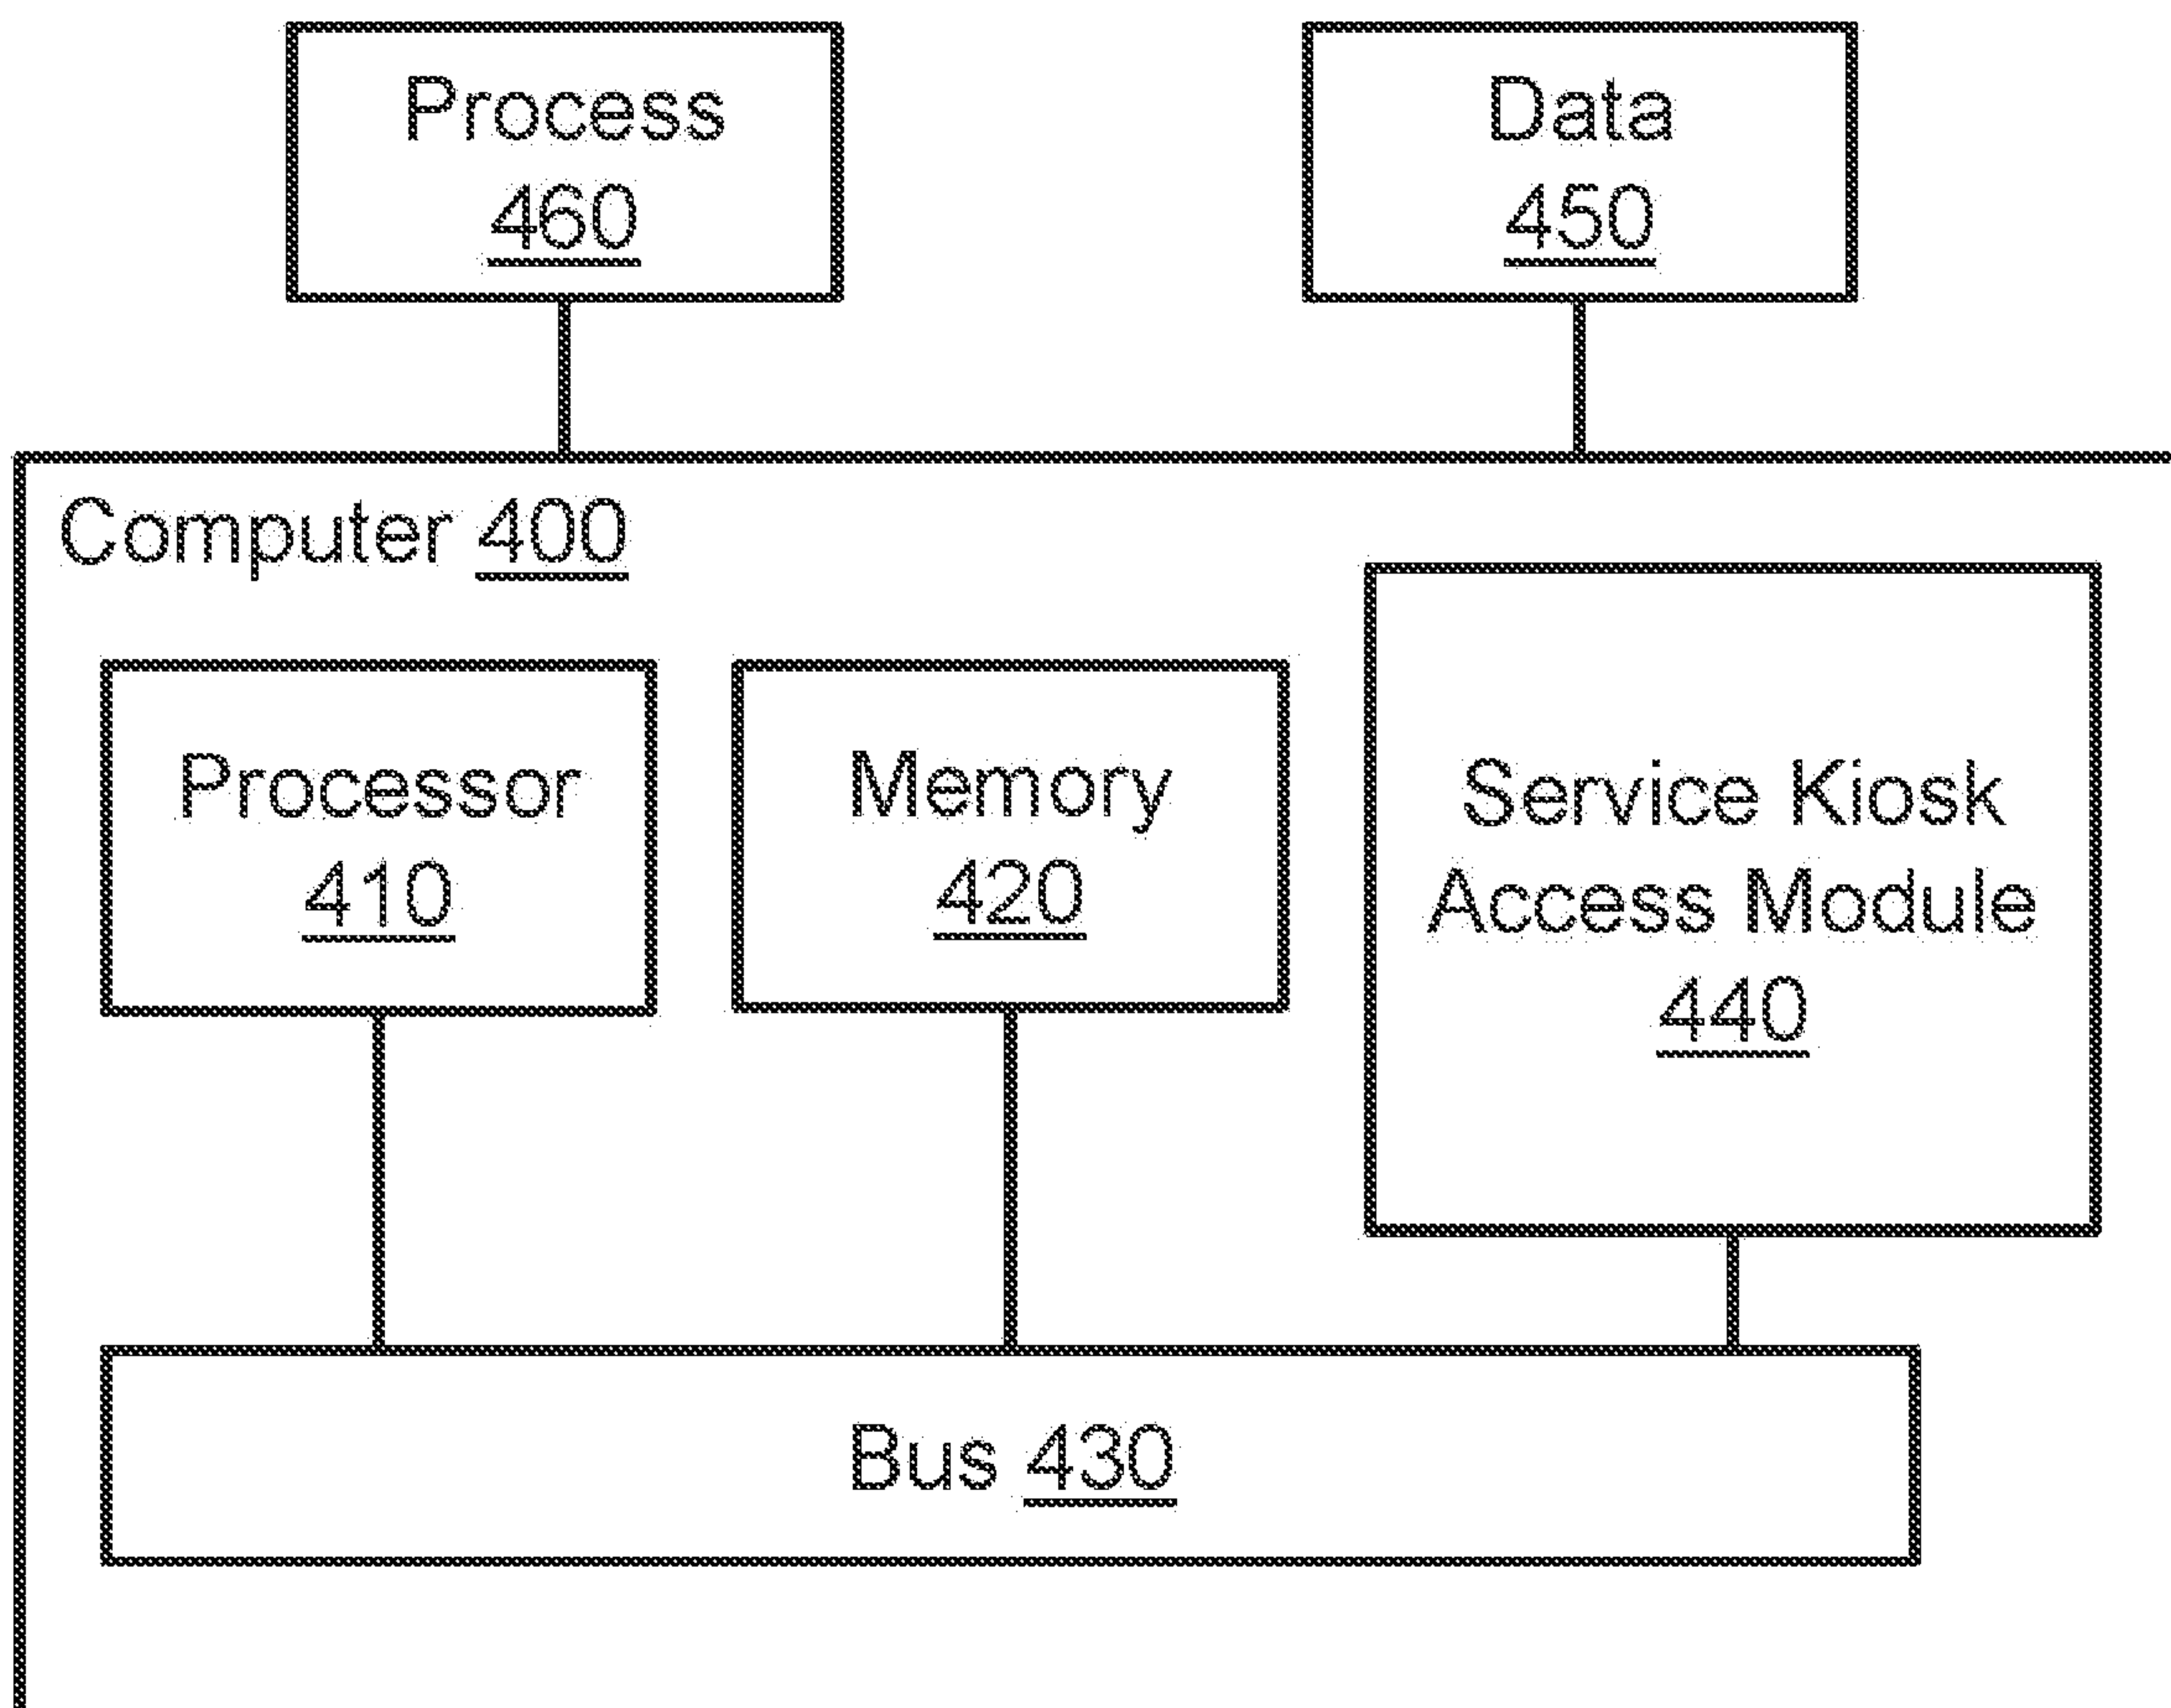 Process
460
Data
450
Computer 400
Processor
410
Memory
420
Service Kiosk
Access Module
440
Bus 430